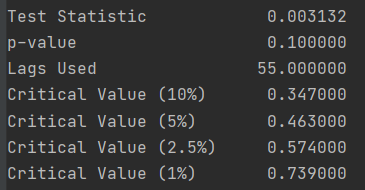 Test Statistic 0.003132
p-value 0.100000
Lags Used 55.000000
Critical Value (10%) 0.347000
Critical Value (5%) 0.463000
Critical Value (2.5%) 0.574000
Critical Value (1%) 0.739000